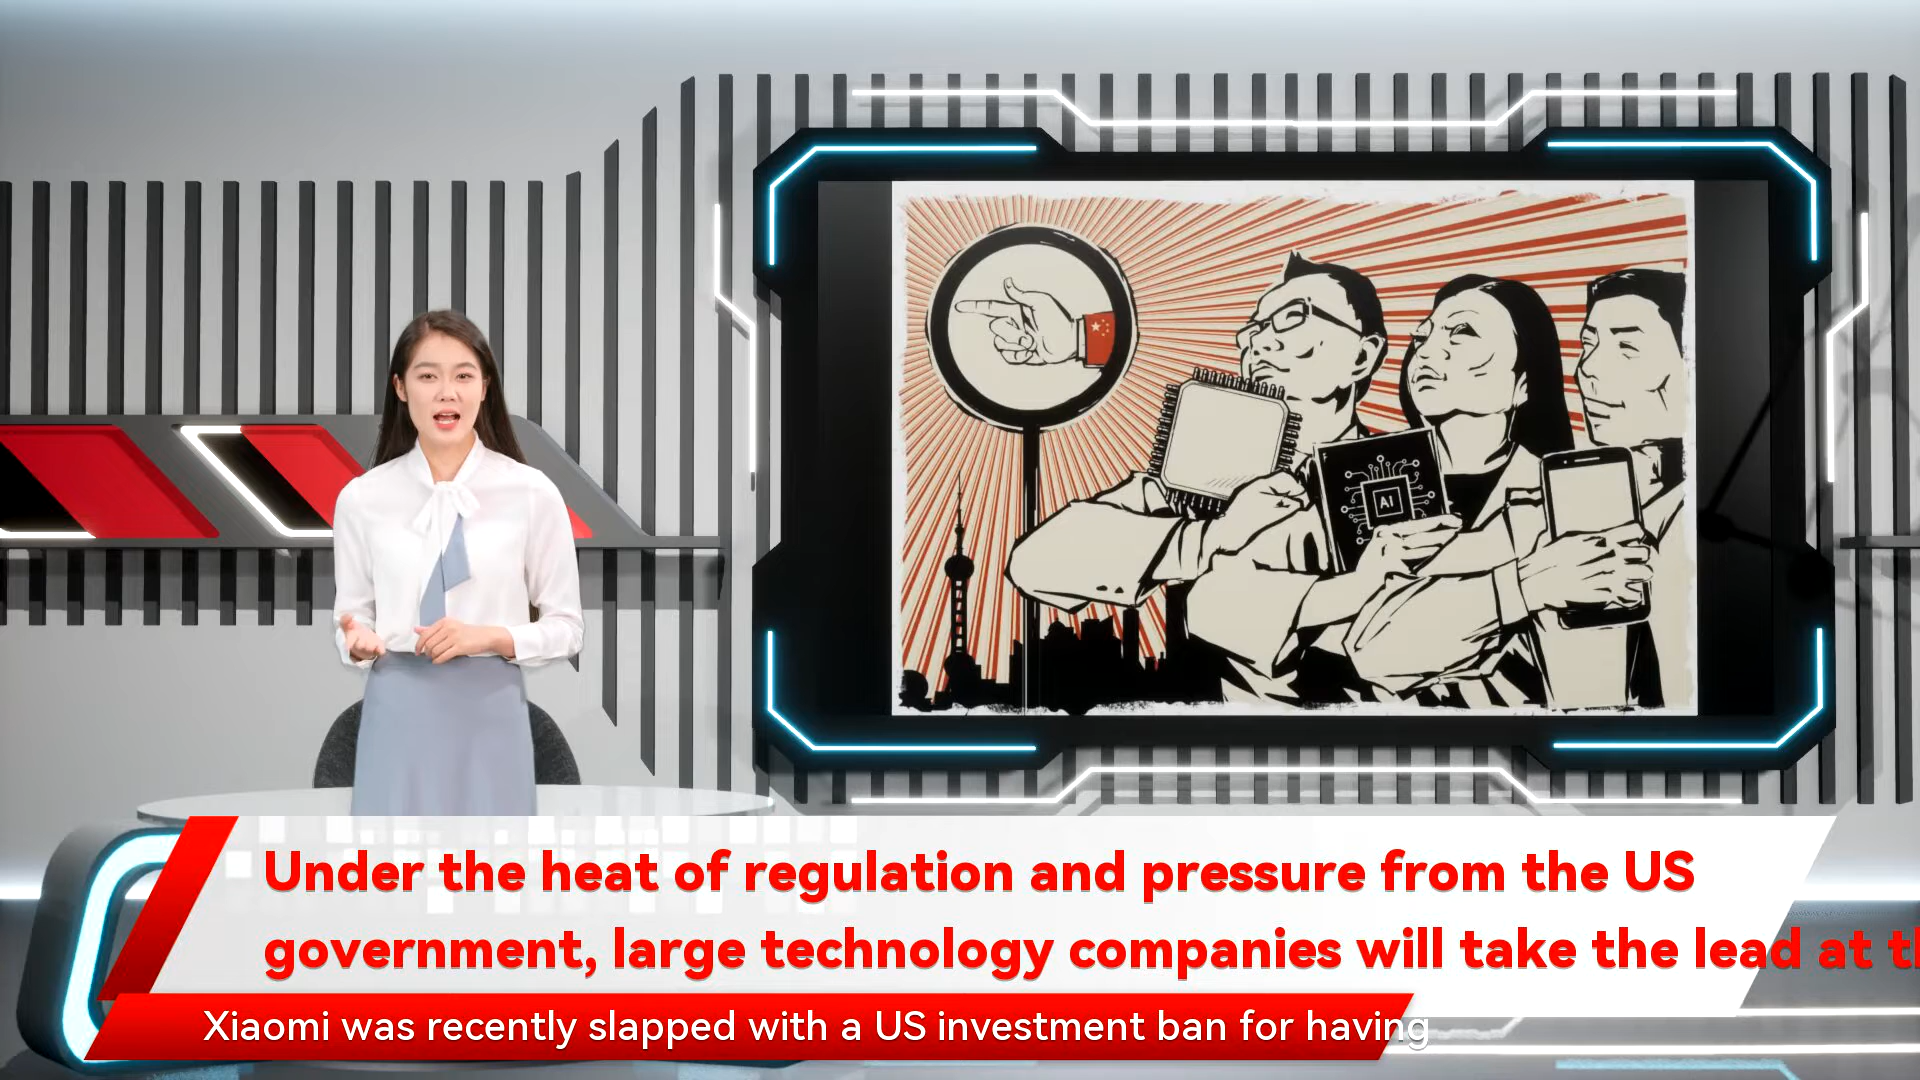 AI
Under the heat of regulation and pressure from the US
government, large technology companies will take the lead at
Xiaomi was recently slapped with a US investment ban for having